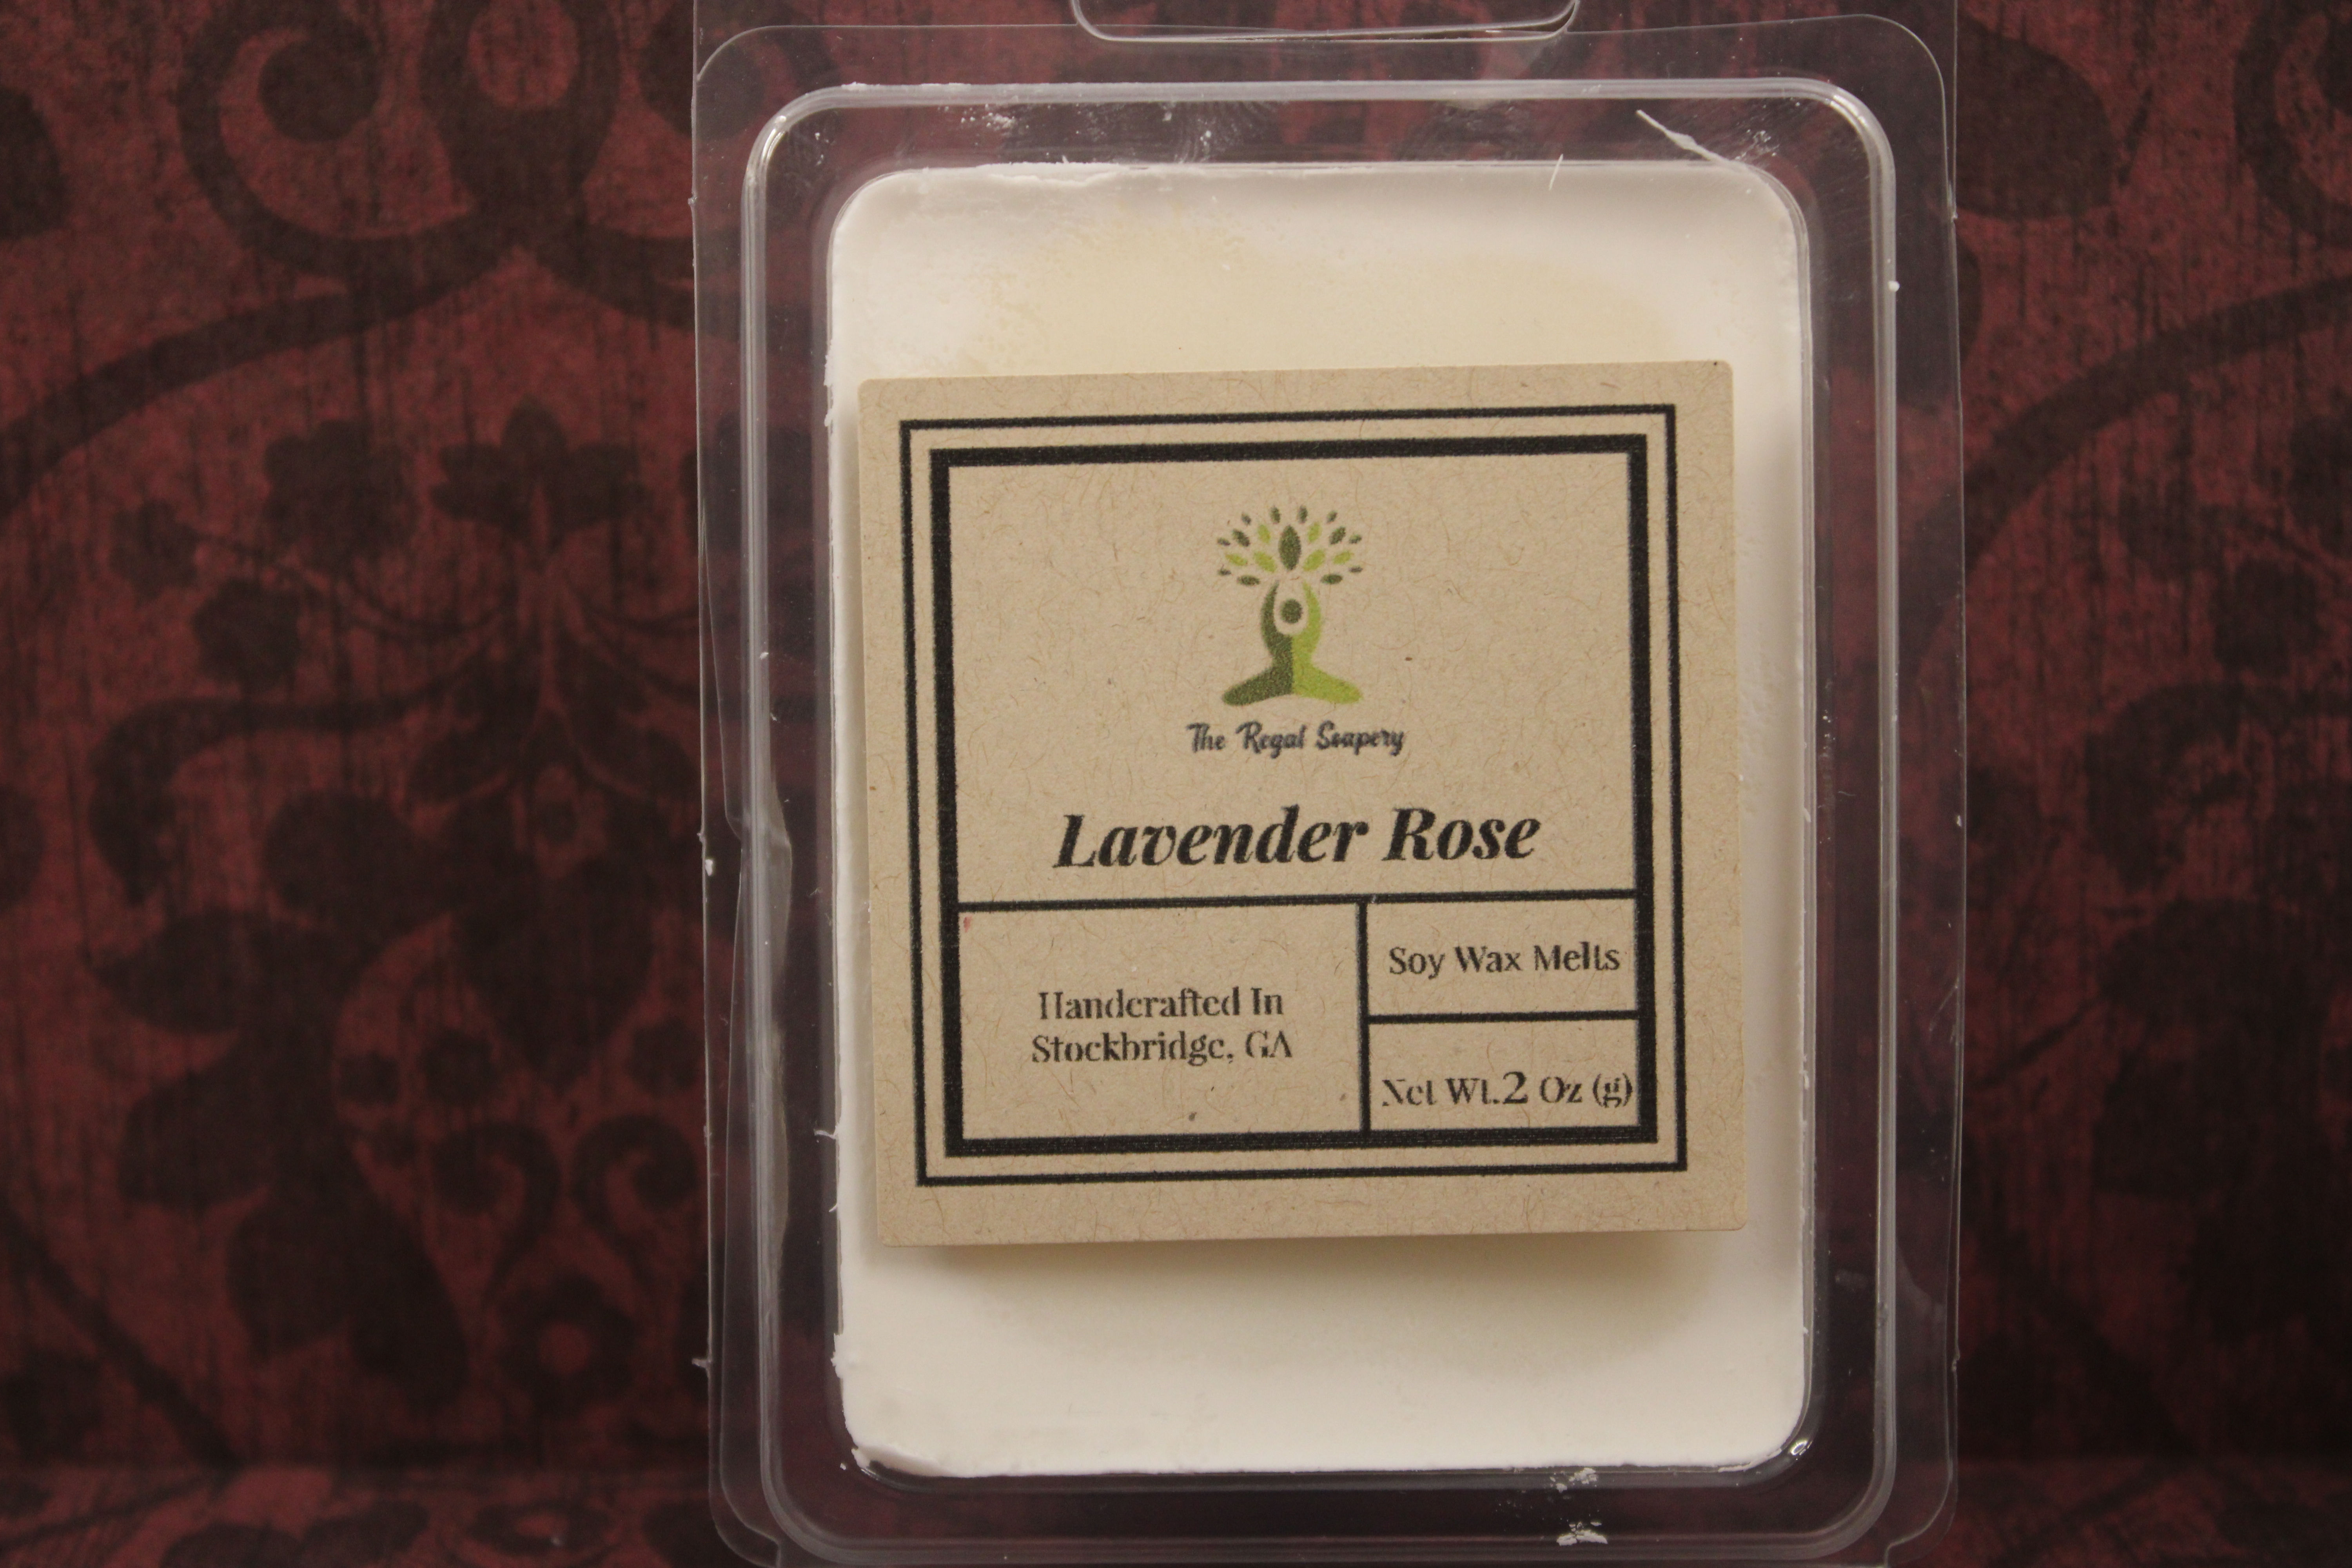 The Regal Soapery
Lavender Rose
Handcrafted In
Stockbridge, GA
Soy Wax Melts
Net Wt.2 Oz (g)